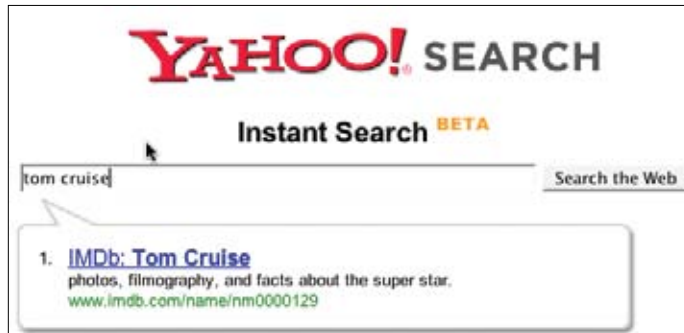 YAHOO! SEARCH
Instant Search BETA
tom cruise Search the Web
1. IMDb: Tom Cruise
photos, filmography, and facts about the super star.
www.imdb.com/name/nm0000129